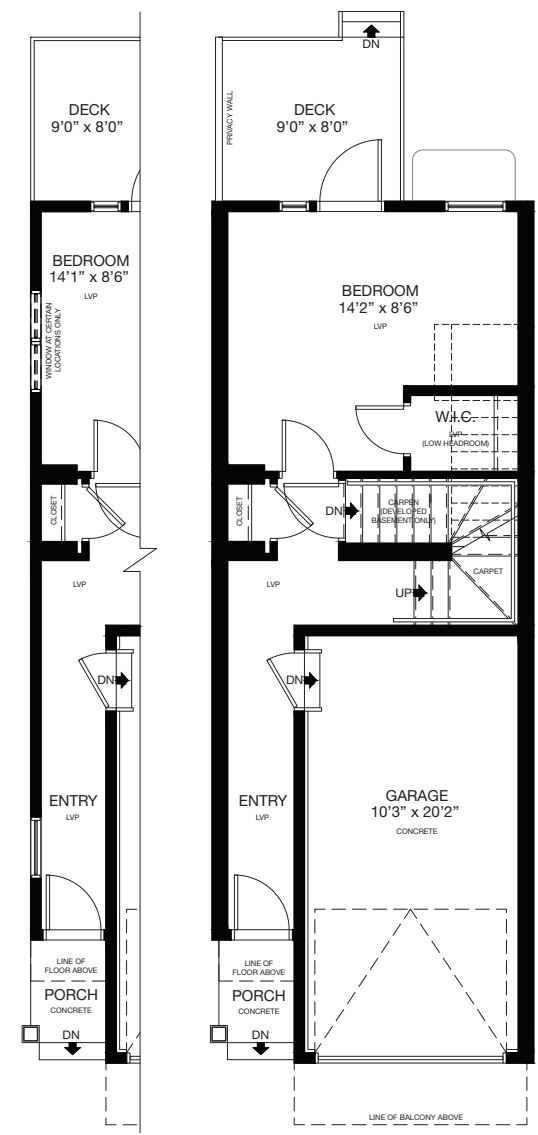 DECK
9'0" x 8'0"
BEDROOM
14'1" x 8'6"
LVP
WINDOW AT CERTAIN
LOCATIONS ONLY
CLOSET
LVP
DN
ENTRY
LVP
LINE OF
FLOOR ABOVE
PORCH
CONCRETE
DN
DN
PRIVACY WALL
DECK
9'0" x 8'0"
BEDROOM
14'2" x 8'6"
LVP
W.I.C.
LVP
(LOW HEADROOM)
CLOSET
DN
CARPEN
(DEVELOPED
BASEMENT ONLY)
CARPET
LVP
UP
DN
ENTRY
LVP
GARAGE
10'3" x 20'2"
CONCRETE
LINE OF
FLOOR ABOVE
PORCH
CONCRETE
DN
LINE OF BALCONY ABOVE